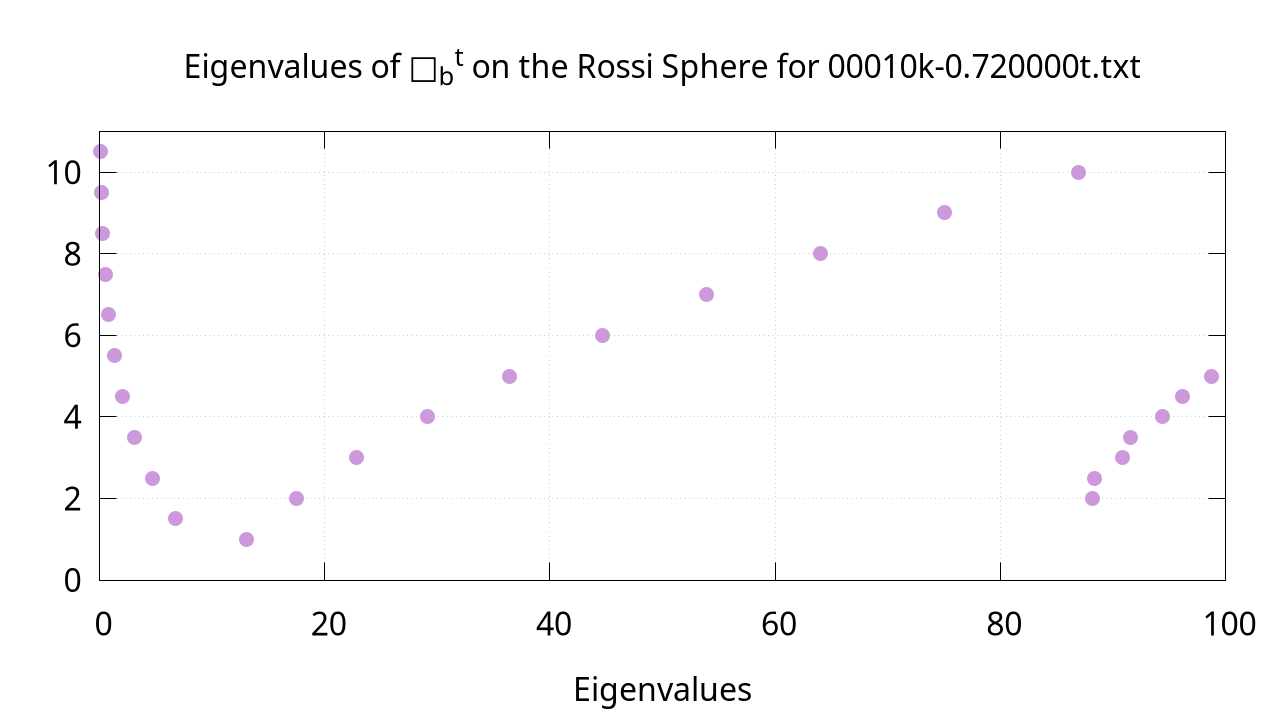 Eigenvalues of □bt on the Rossi Sphere for 00010k-0.720000t.txt
10
8
6
4
2
0
0 20 40 60 80 100
Eigenvalues